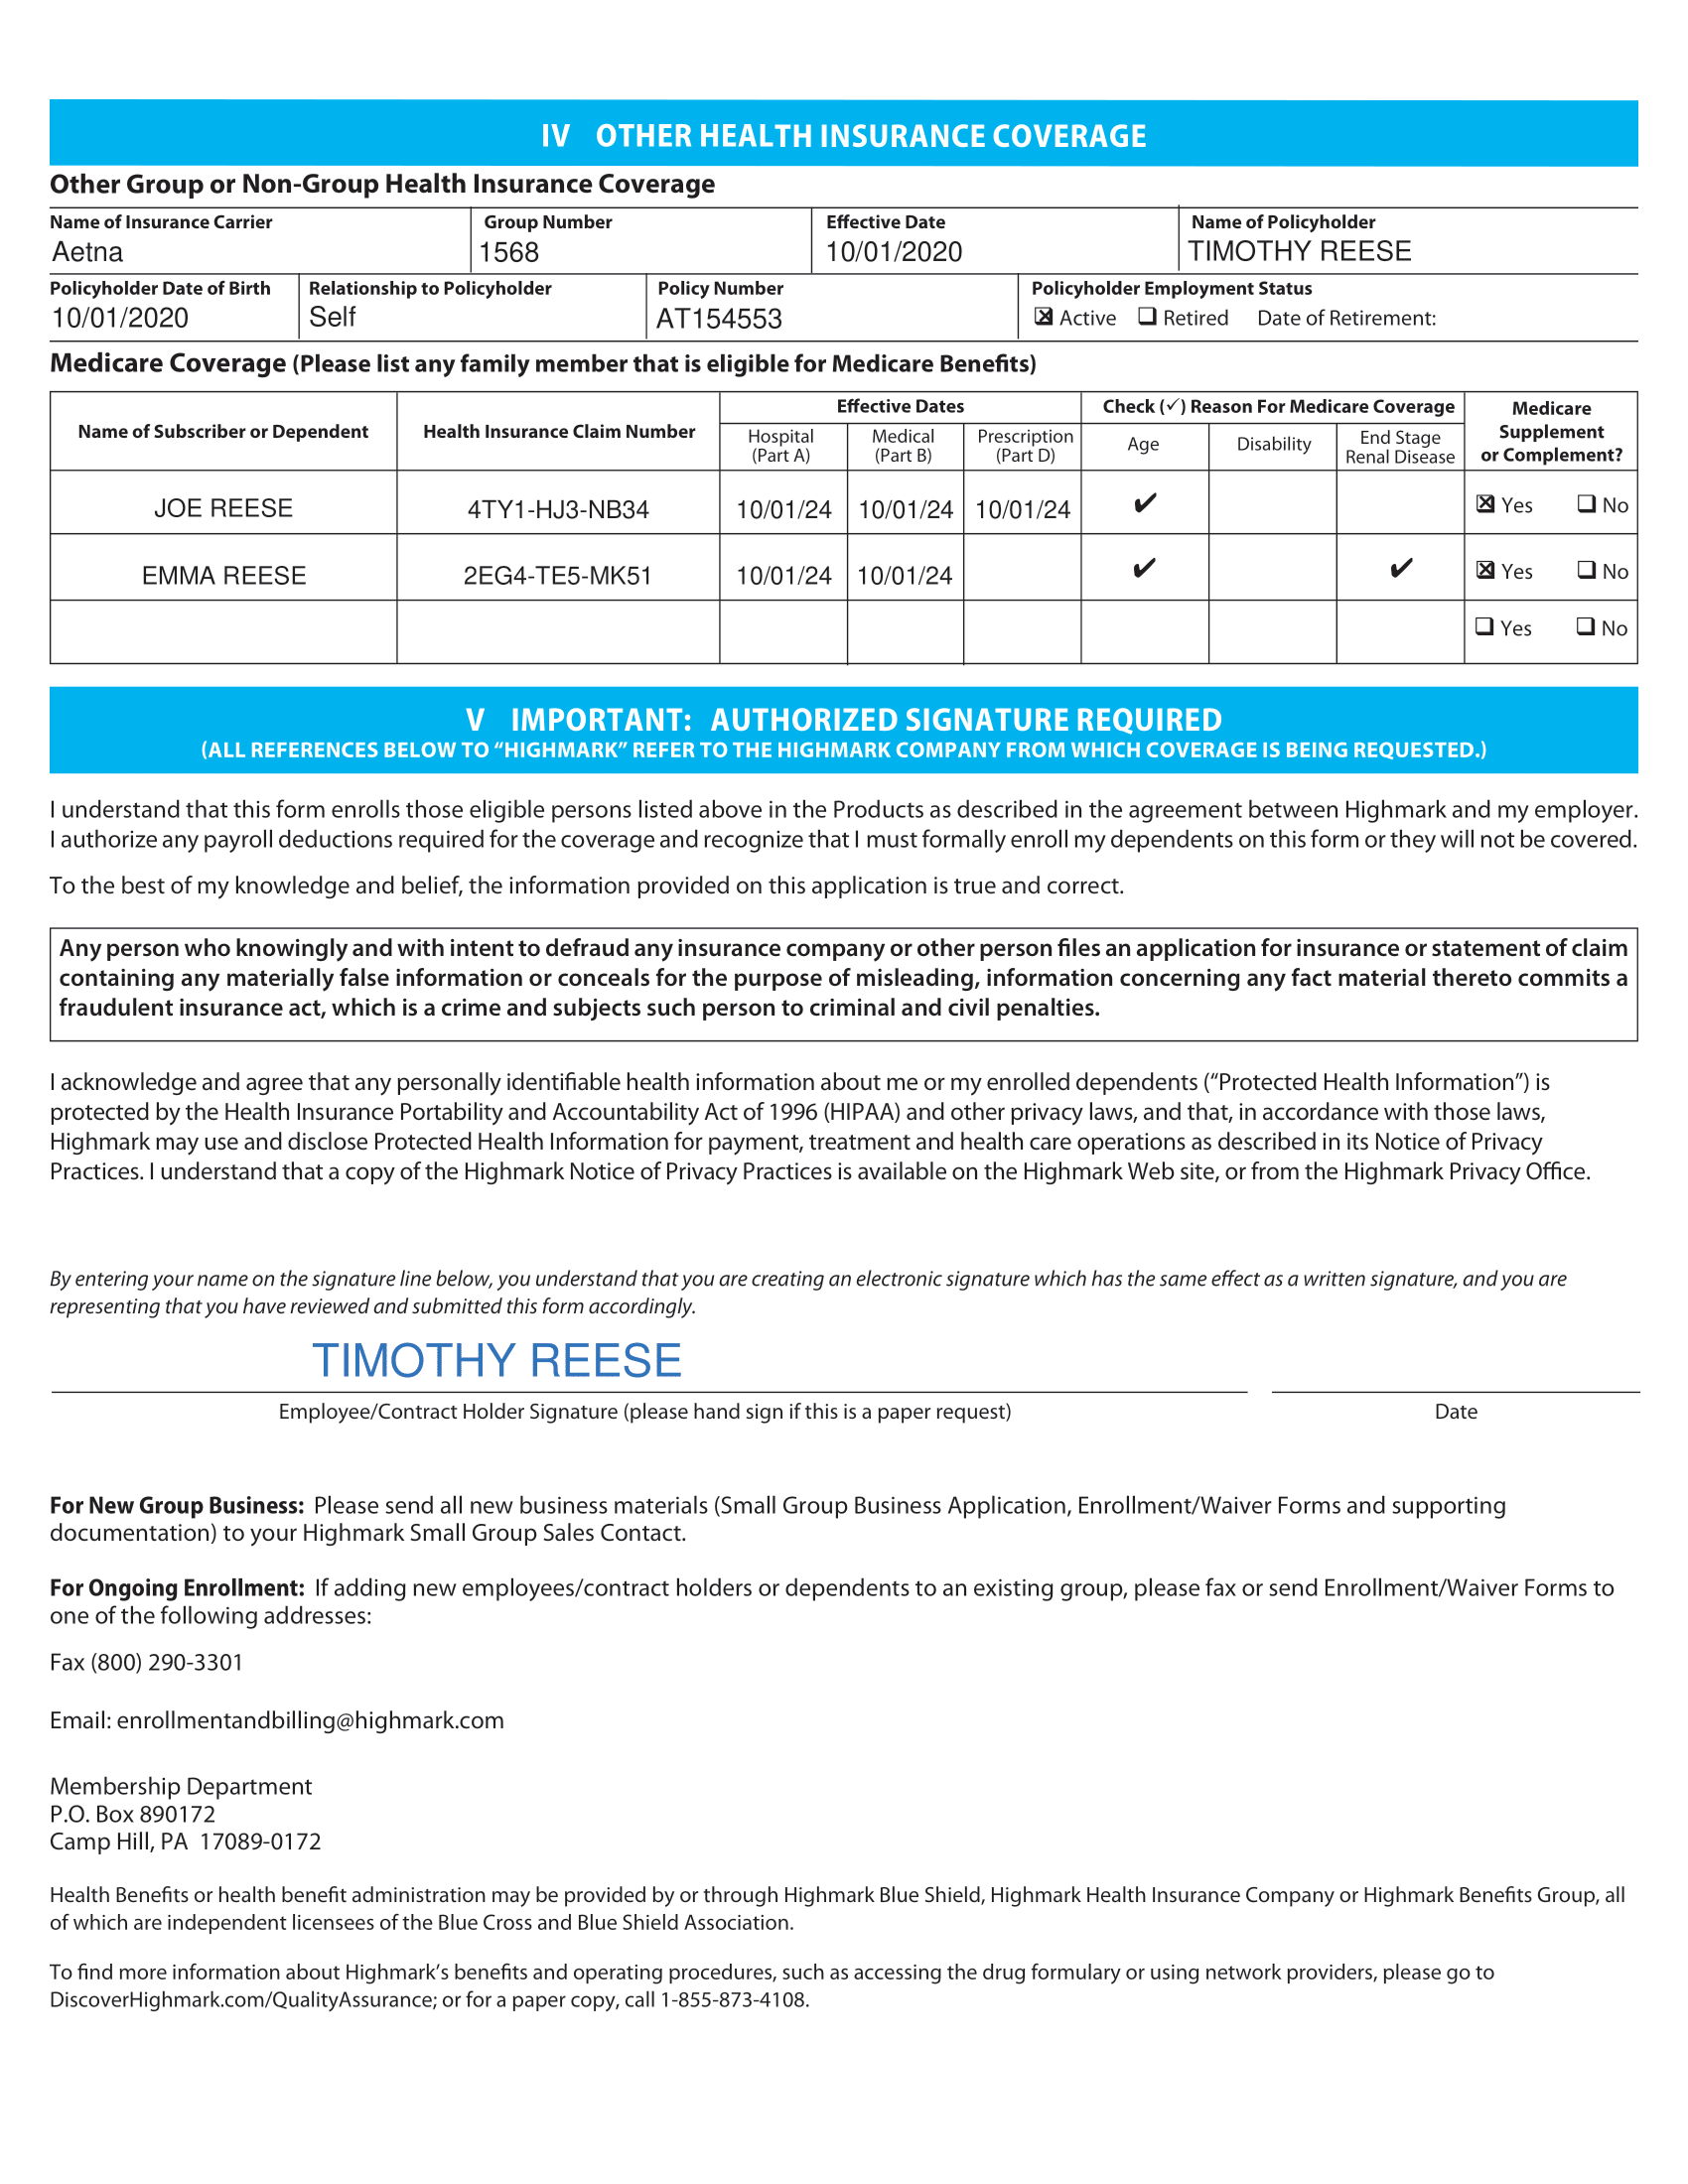 IV OTHER HEALTH INSURANCE COVERAGE
Other Group or Non-Group Health Insurance Coverage
Name of Insurance Carrier Group Number Effective Date Name of Policyholder
Aetna 1568 10/01/2020 TIMOTHY REESE
Policyholder Date of Birth Relationship to Policyholder Policy Number Policyholder Employment Status
10/01/2020 Self AT154553 ☒ Active ❑ Retired Date of Retirement:
Medicare Coverage (Please list any family member that is eligible for Medicare Benefits)
Name of Subscriber or Dependent Health Insurance Claim Number Effective Dates Check (✓) Reason For Medicare Coverage Medicare
Supplement
or Complement?
Hospital
(Part A)
Medical
(Part B)
Prescription
(Part D)
Age Disability End Stage
Renal Disease
JOE REESE 4TY1-HJ3-NB34 10/01/24 10/01/24 10/01/24 ✔ ☒ Yes ❑ No
EMMA REESE 2EG4-TE5-MK51 10/01/24 10/01/24 ✔ ✔ ☒ Yes ❑ No
❑ Yes ❑ No
V IMPORTANT: AUTHORIZED SIGNATURE REQUIRED
(ALL REFERENCES BELOW TO “HIGHMARK” REFER TO THE HIGHMARK COMPANY FROM WHICH COVERAGE IS BEING REQUESTED.)
I understand that this form enrolls those eligible persons listed above in the Products as described in the agreement between Highmark and my employer.
I authorize any payroll deductions required for the coverage and recognize that I must formally enroll my dependents on this form or they will not be covered.
To the best of my knowledge and belief, the information provided on this application is true and correct.
Any person who knowingly and with intent to defraud any insurance company or other person files an application for insurance or statement of claim
containing any materially false information or conceals for the purpose of misleading, information concerning any fact material thereto commits a
fraudulent insurance act, which is a crime and subjects such person to criminal and civil penalties.
I acknowledge and agree that any personally identifiable health information about me or my enrolled dependents (“Protected Health Information”) is
protected by the Health Insurance Portability and Accountability Act of 1996 (HIPAA) and other privacy laws, and that, in accordance with those laws,
Highmark may use and disclose Protected Health Information for payment, treatment and health care operations as described in its Notice of Privacy
Practices. I understand that a copy of the Highmark Notice of Privacy Practices is available on the Highmark Web site, or from the Highmark Privacy Office.
By entering your name on the signature line below, you understand that you are creating an electronic signature which has the same effect as a written signature, and you are
representing that you have reviewed and submitted this form accordingly.
TIMOTHY REESE
Employee/Contract Holder Signature (please hand sign if this is a paper request) Date
For New Group Business: Please send all new business materials (Small Group Business Application, Enrollment/Waiver Forms and supporting
documentation) to your Highmark Small Group Sales Contact.
For Ongoing Enrollment: If adding new employees/contract holders or dependents to an existing group, please fax or send Enrollment/Waiver Forms to
one of the following addresses:
Fax (800) 290-3301
Email: enrollmentandbilling@highmark.com
Membership Department
P.O. Box 890172
Camp Hill, PA 17089-0172
Health Benefits or health benefit administration may be provided by or through Highmark Blue Shield, Highmark Health Insurance Company or Highmark Benefits Group, all
of which are independent licensees of the Blue Cross and Blue Shield Association.
To find more information about Highmark’s benefits and operating procedures, such as accessing the drug formulary or using network providers, please go to
DiscoverHighmark.com/QualityAssurance; or for a paper copy, call 1-855-873-4108.